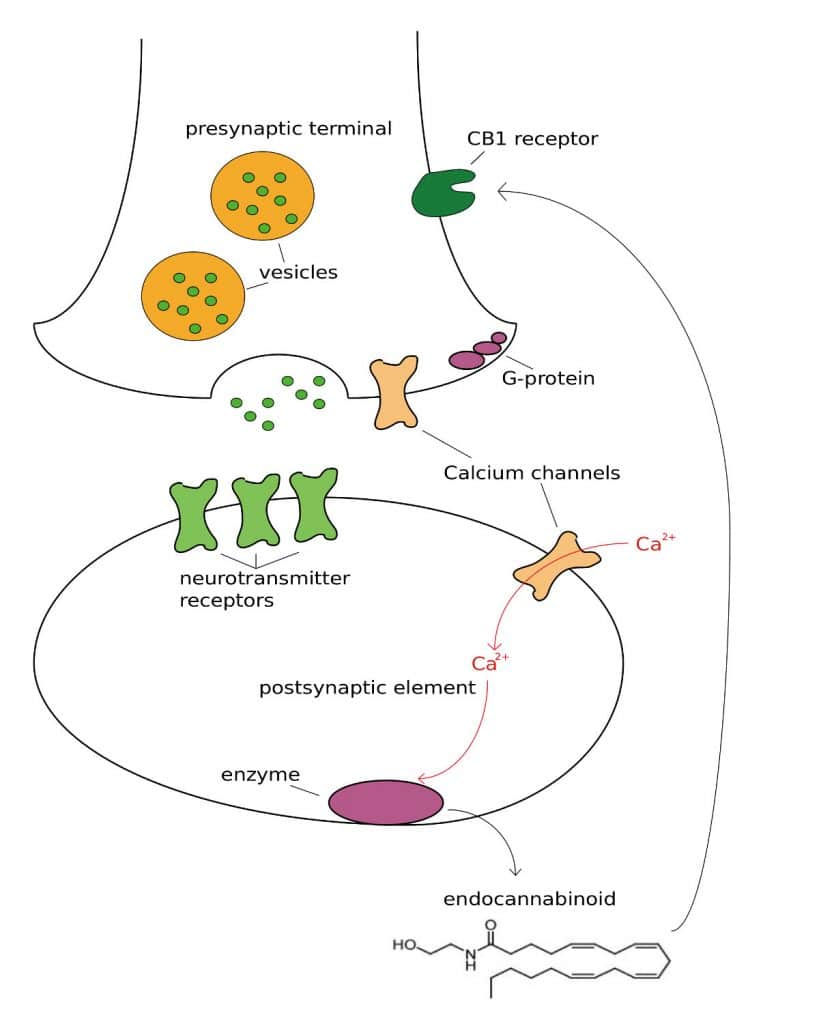 presynaptic terminal
CB1 receptor
vesicles
G-protein
Calcium channels
Ca²⁺
neurotransmitter
receptors
Ca²⁺
postsynaptic element
enzyme
endocannabinoid
O
HO
N
H